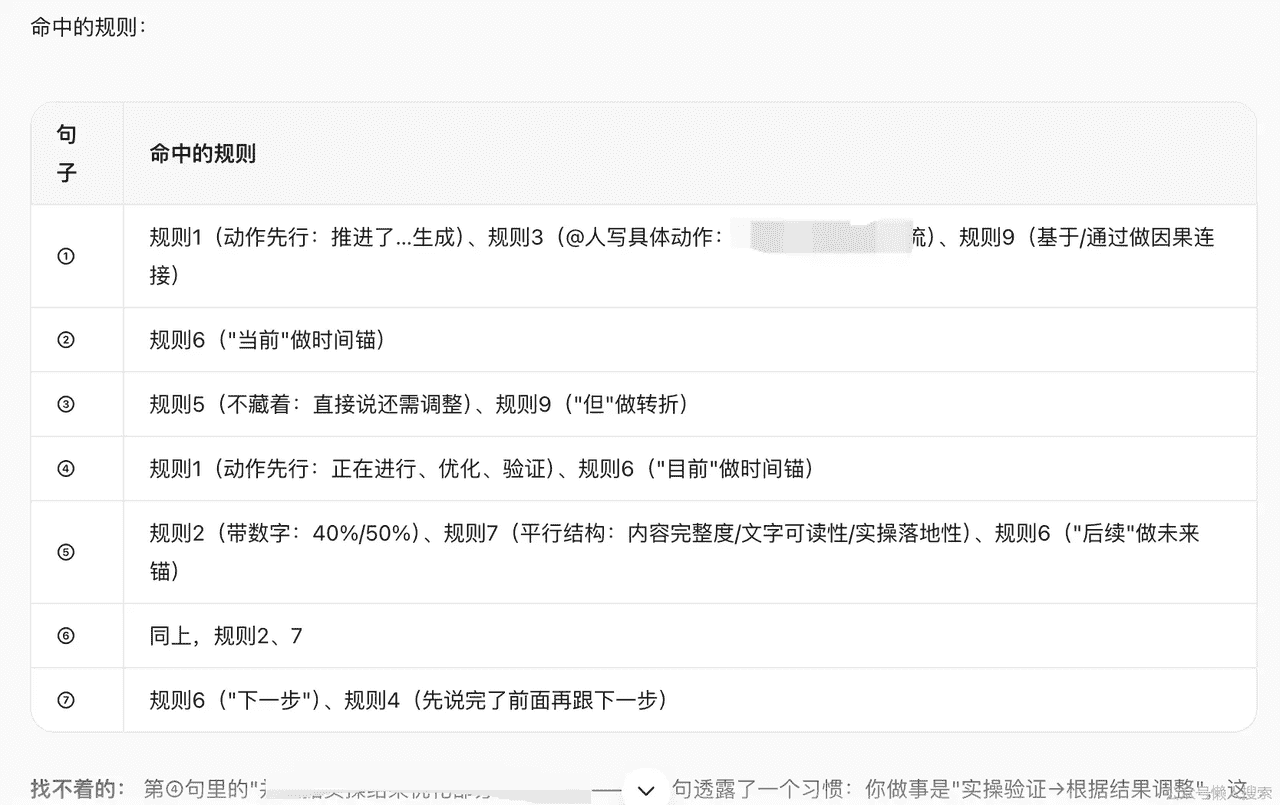 命中的规则：
句
子
命中的规则
①
规则1（动作先行：推进了...生成）、规则3（@人写具体动作：流）、规则9（基于/通过做因果连
接）
②
规则6（"当前"做时间锚）
③
规则5（不藏着：直接说还需调整）、规则9（"但"做转折）
④
规则1（动作先行：正在进行、优化、验证）、规则6（"目前"做时间锚）
⑤
规则2（带数字：40%/50%）、规则7（平行结构：内容完整度/文字可读性/实操落地性）、规则6（"后续"做未来
锚）
⑥
同上，规则2、7
⑦
规则6（"下一步"）、规则4（先说完了前面再跟下一步）
找不着的： 第④句里的" 句透露了一个习惯：你做事是"实操验证→根据结果调整"，这
懒人搜索